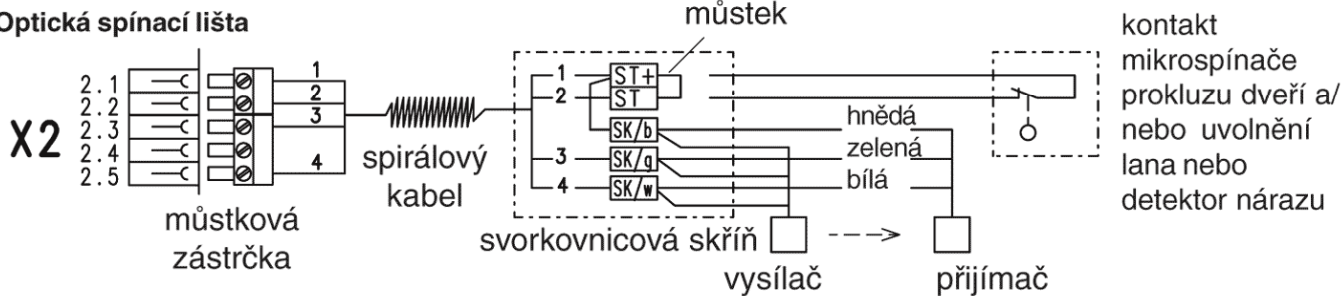 Optická spínací lišta
můstek
X2
2.1
2.2
2.3
2.4
2.5
1
2
3
4
můstková
zástrčka
spirálový
kabel
1
2
3
4
ST+
ST
SK/b
SK/g
SK/w
svorkovnicová skříň
hnědá
zelená
bílá
vysílač
přijímač
kontakt
mikrospínače
prokluzu dveří a/
nebo uvolnění
lana nebo
detektor nárazu